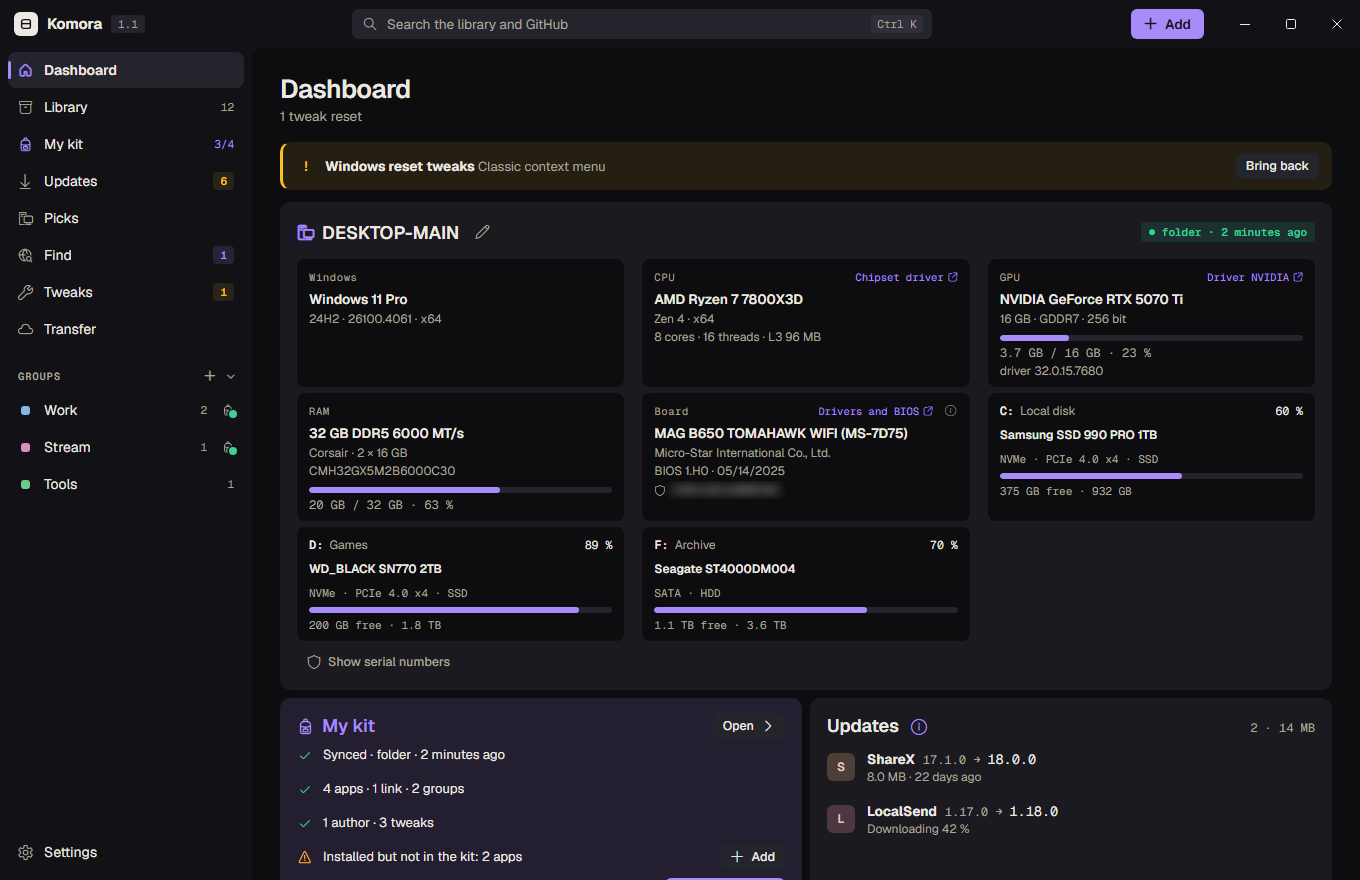 Komora 1.1
Search the library and GitHub Ctrl K
Add
Dashboard
Library 12
My kit 3/4
Updates 6
Picks
Find 1
Tweaks 1
Transfer
GROUPS
Work 2
Stream 1
Tools 1
Settings
Dashboard
1 tweak reset
! Windows reset tweaks Classic context menu Bring back
DESKTOP-MAIN
folder · 2 minutes ago
Windows
Windows 11 Pro
24H2 · 26100.4061 · x64
CPU Chipset driver
AMD Ryzen 7 7800X3D
Zen 4 · x64
8 cores · 16 threads · L3 96 MB
GPU Driver NVIDIA
NVIDIA GeForce RTX 5070 Ti
16 GB · GDDR7 · 256 bit
3.7 GB / 16 GB · 23 %
driver 32.0.15.7680
RAM
32 GB DDR5 6000 MT/s
Corsair · 2 × 16 GB
CMH32GX5M2B6000C30
20 GB / 32 GB · 63 %
Board Drivers and BIOS
MAG B650 TOMAHAWK WIFI (MS-7D75)
Micro-Star International Co., Ltd.
BIOS 1.H0 · 05/14/2025
C: Local disk 60 %
Samsung SSD 990 PRO 1TB
NVMe · PCIe 4.0 x4 · SSD
375 GB free · 932 GB
D: Games 89 %
WD_BLACK SN770 2TB
NVMe · PCIe 4.0 x4 · SSD
200 GB free · 1.8 TB
F: Archive 70 %
Seagate ST4000DM004
SATA · HDD
1.1 TB free · 3.6 TB
Show serial numbers
My kit Open
Synced · folder · 2 minutes ago
4 apps · 1 link · 2 groups
1 author · 3 tweaks
Installed but not in the kit: 2 apps Add
Updates 2 · 14 MB
S
ShareX 17.1.0 → 18.0.0
8.0 MB · 22 days ago
L
LocalSend 1.17.0 → 1.18.0
Downloading 42 %